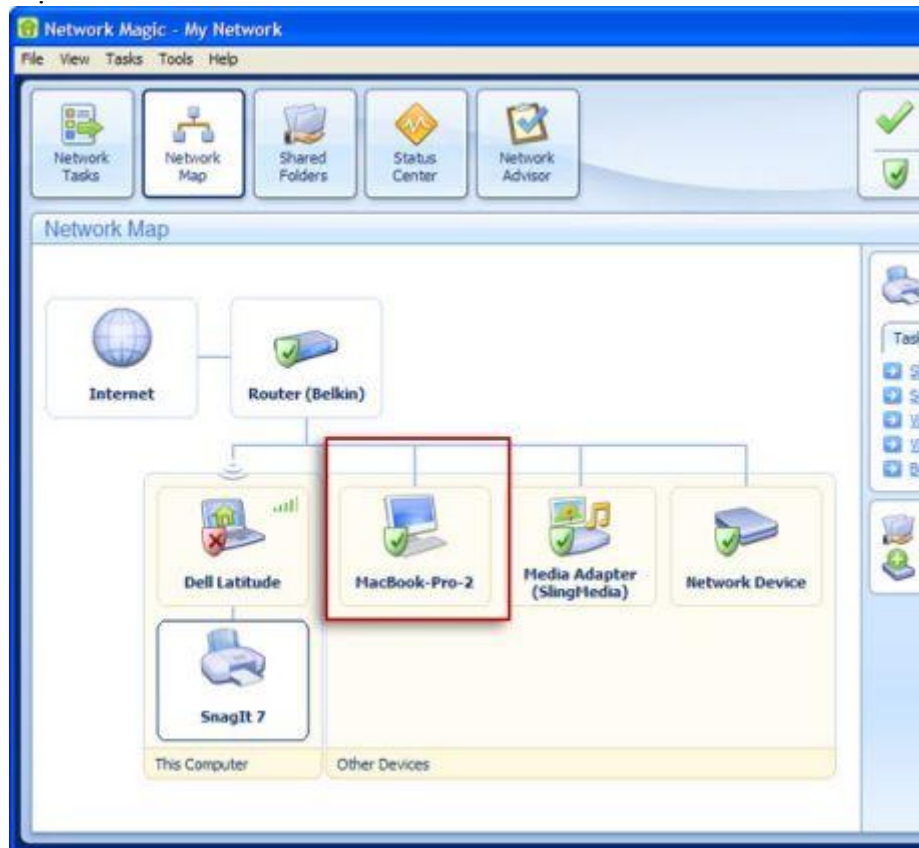 Network Magic - My Network
File View Tasks Tools Help
Network
Tasks
Network
Map
Shared
Folders
Status
Center
Network
Advisor
Network Map
Internet
Router (Belkin)
Dell Latitude
MacBook-Pro-2
Media Adapter
(SlingMedia)
Network Device
SnagIt 7
This Computer
Other Devices